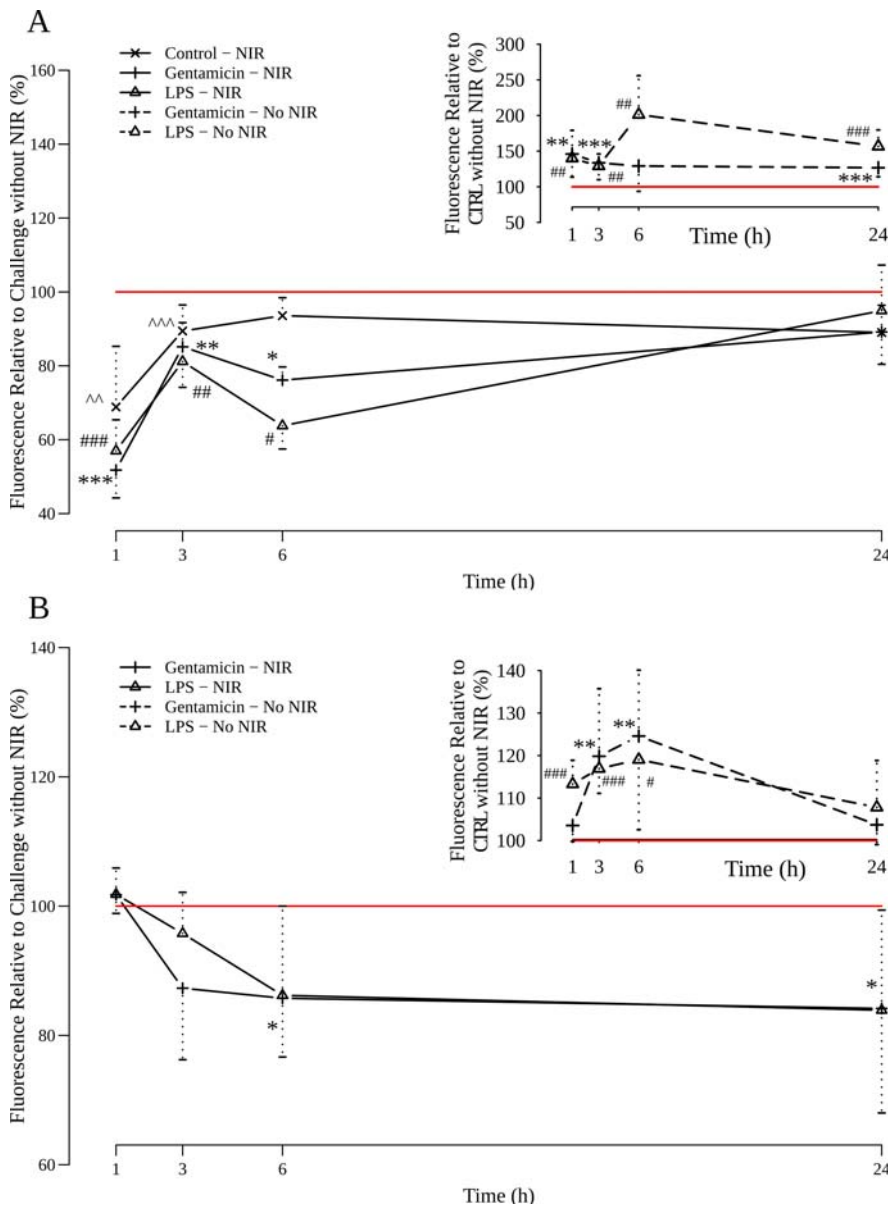 A
Control − NIR
Gentamicin − NIR
LPS − NIR
Gentamicin − No NIR
LPS − No NIR
Fluorescence Relative to Challenge without NIR (%)
160
140
120
100
80
60
40
^^
###
***
^^^
**
##
*
#
1
3
6
24
Time (h)
Fluorescence Relative to
CTRL without NIR (%)
300
250
200
150
100
50
**
##
***
##
##
###
***
1
3
6
24
Time (h)
B
Gentamicin − NIR
LPS − NIR
Gentamicin − No NIR
LPS − No NIR
Fluorescence Relative to Challenge without NIR (%)
140
120
100
80
60
*
*
1
3
6
24
Time (h)
Fluorescence Relative to
CTRL without NIR (%)
140
130
120
110
100
###
**
###
**
#
1
3
6
24
Time (h)